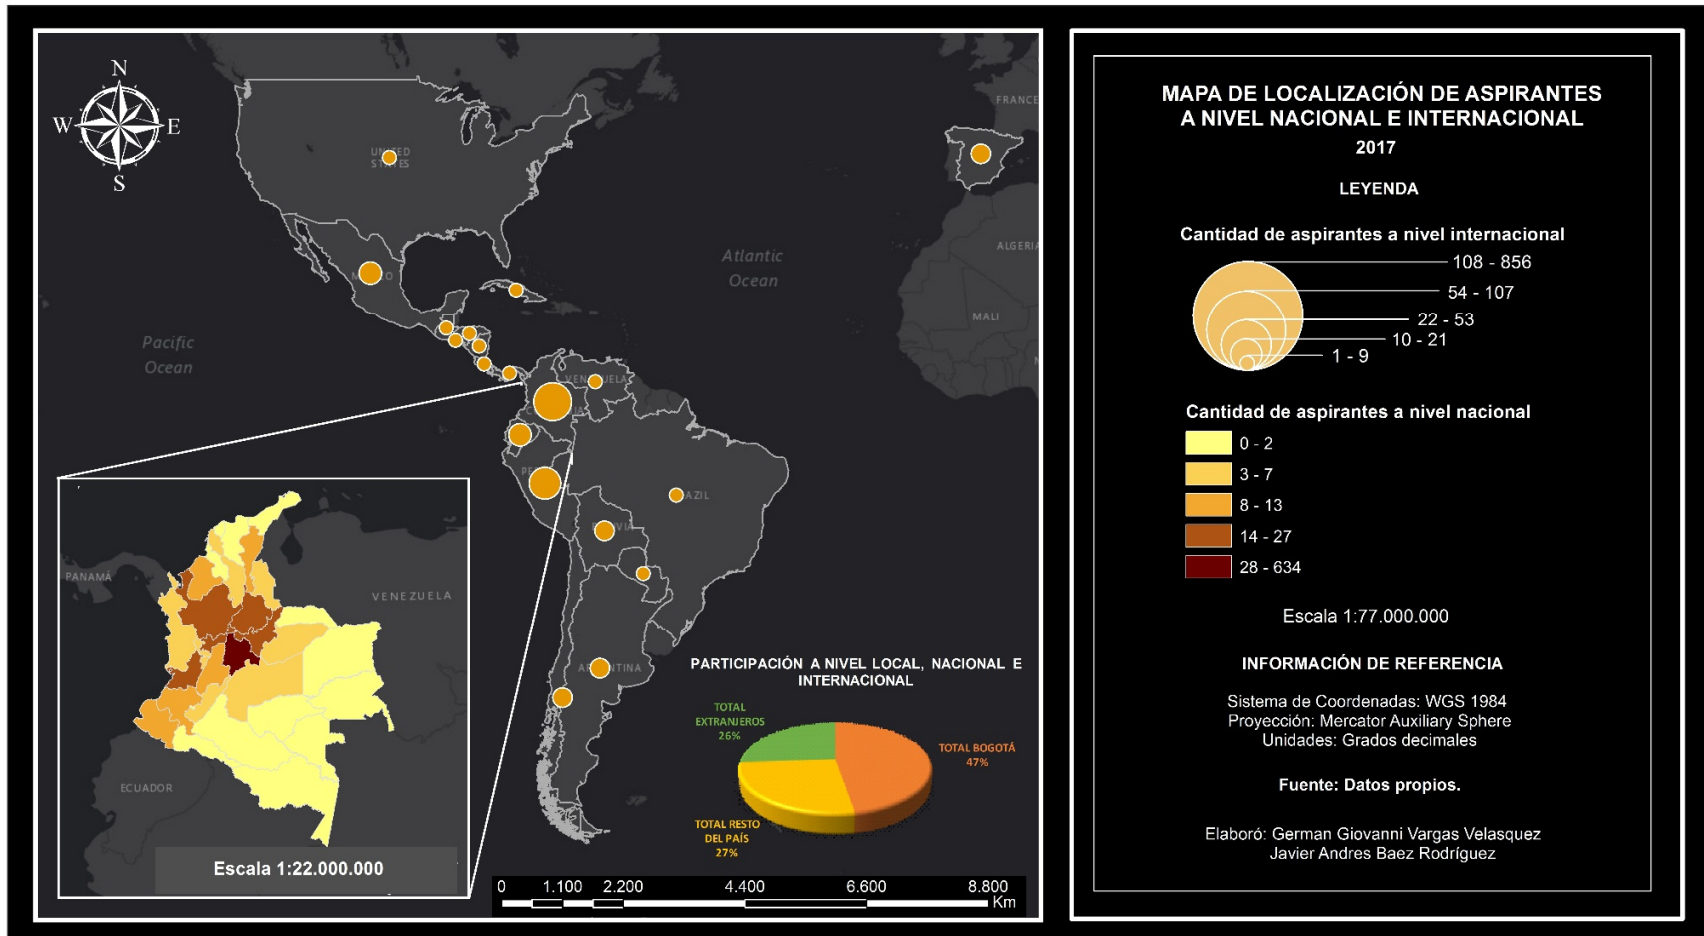 N
W E
S
UNITED
STATES
FRANCE
ALGERIA
MALI
Atlantic
Ocean
Pacific
Ocean
VENEZUELA
PANAMÁ
VENEZUELA
ECUADOR
Escala 1:22.000.000
PARTICIPACIÓN A NIVEL LOCAL, NACIONAL E
INTERNACIONAL
TOTAL
EXTRANJEROS
26%
TOTAL BOGOTÁ
47%
TOTAL RESTO
DEL PAÍS
27%
0 1.100 2.200 4.400 6.600 8.800
Km
MAPA DE LOCALIZACIÓN DE ASPIRANTES
A NIVEL NACIONAL E INTERNACIONAL
2017
LEYENDA
Cantidad de aspirantes a nivel internacional
108 - 856
54 - 107
22 - 53
10 - 21
1 - 9
Cantidad de aspirantes a nivel nacional
0 - 2
3 - 7
8 - 13
14 - 27
28 - 634
Escala 1:77.000.000
INFORMACIÓN DE REFERENCIA
Sistema de Coordenadas: WGS 1984
Proyección: Mercator Auxiliary Sphere
Unidades: Grados decimales
Fuente: Datos propios.
Elaboró: German Giovanni Vargas Velasquez
Javier Andres Baez Rodríguez